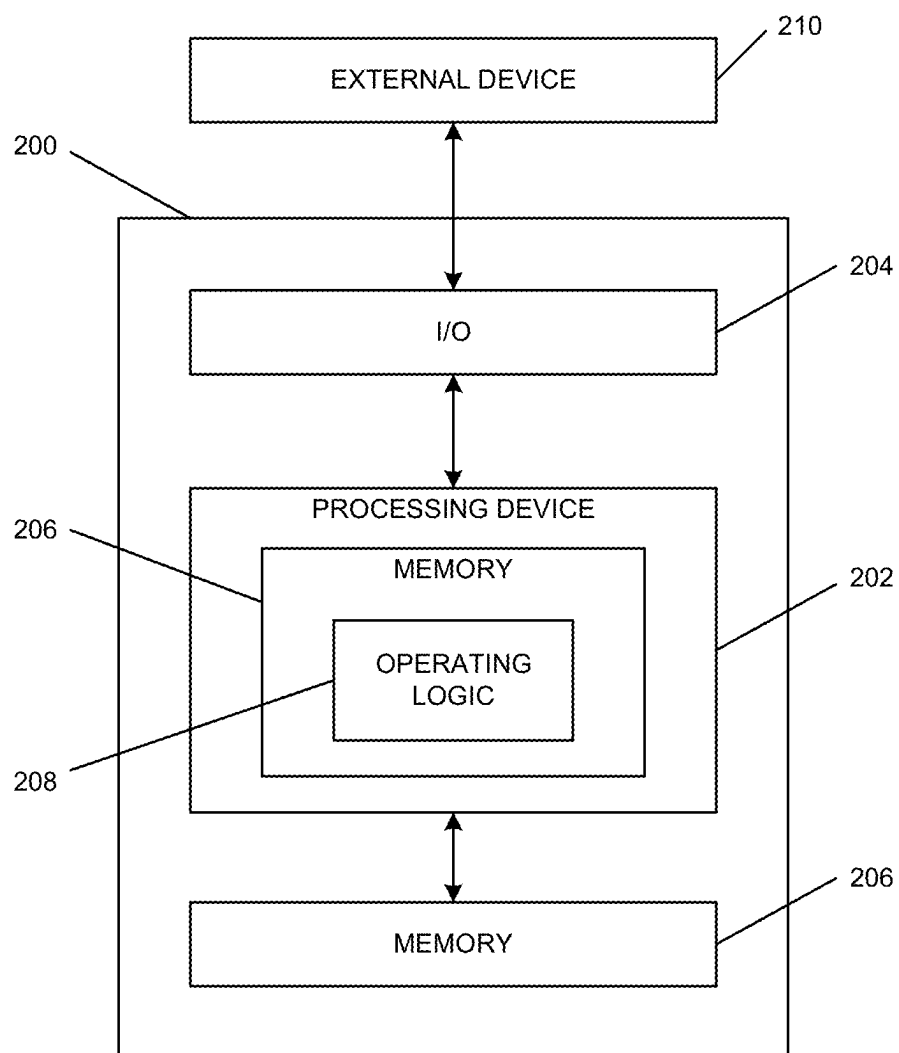 210
EXTERNAL DEVICE
200
204
I/O
PROCESSING DEVICE
206
MEMORY
202
OPERATING
LOGIC
208
206
MEMORY